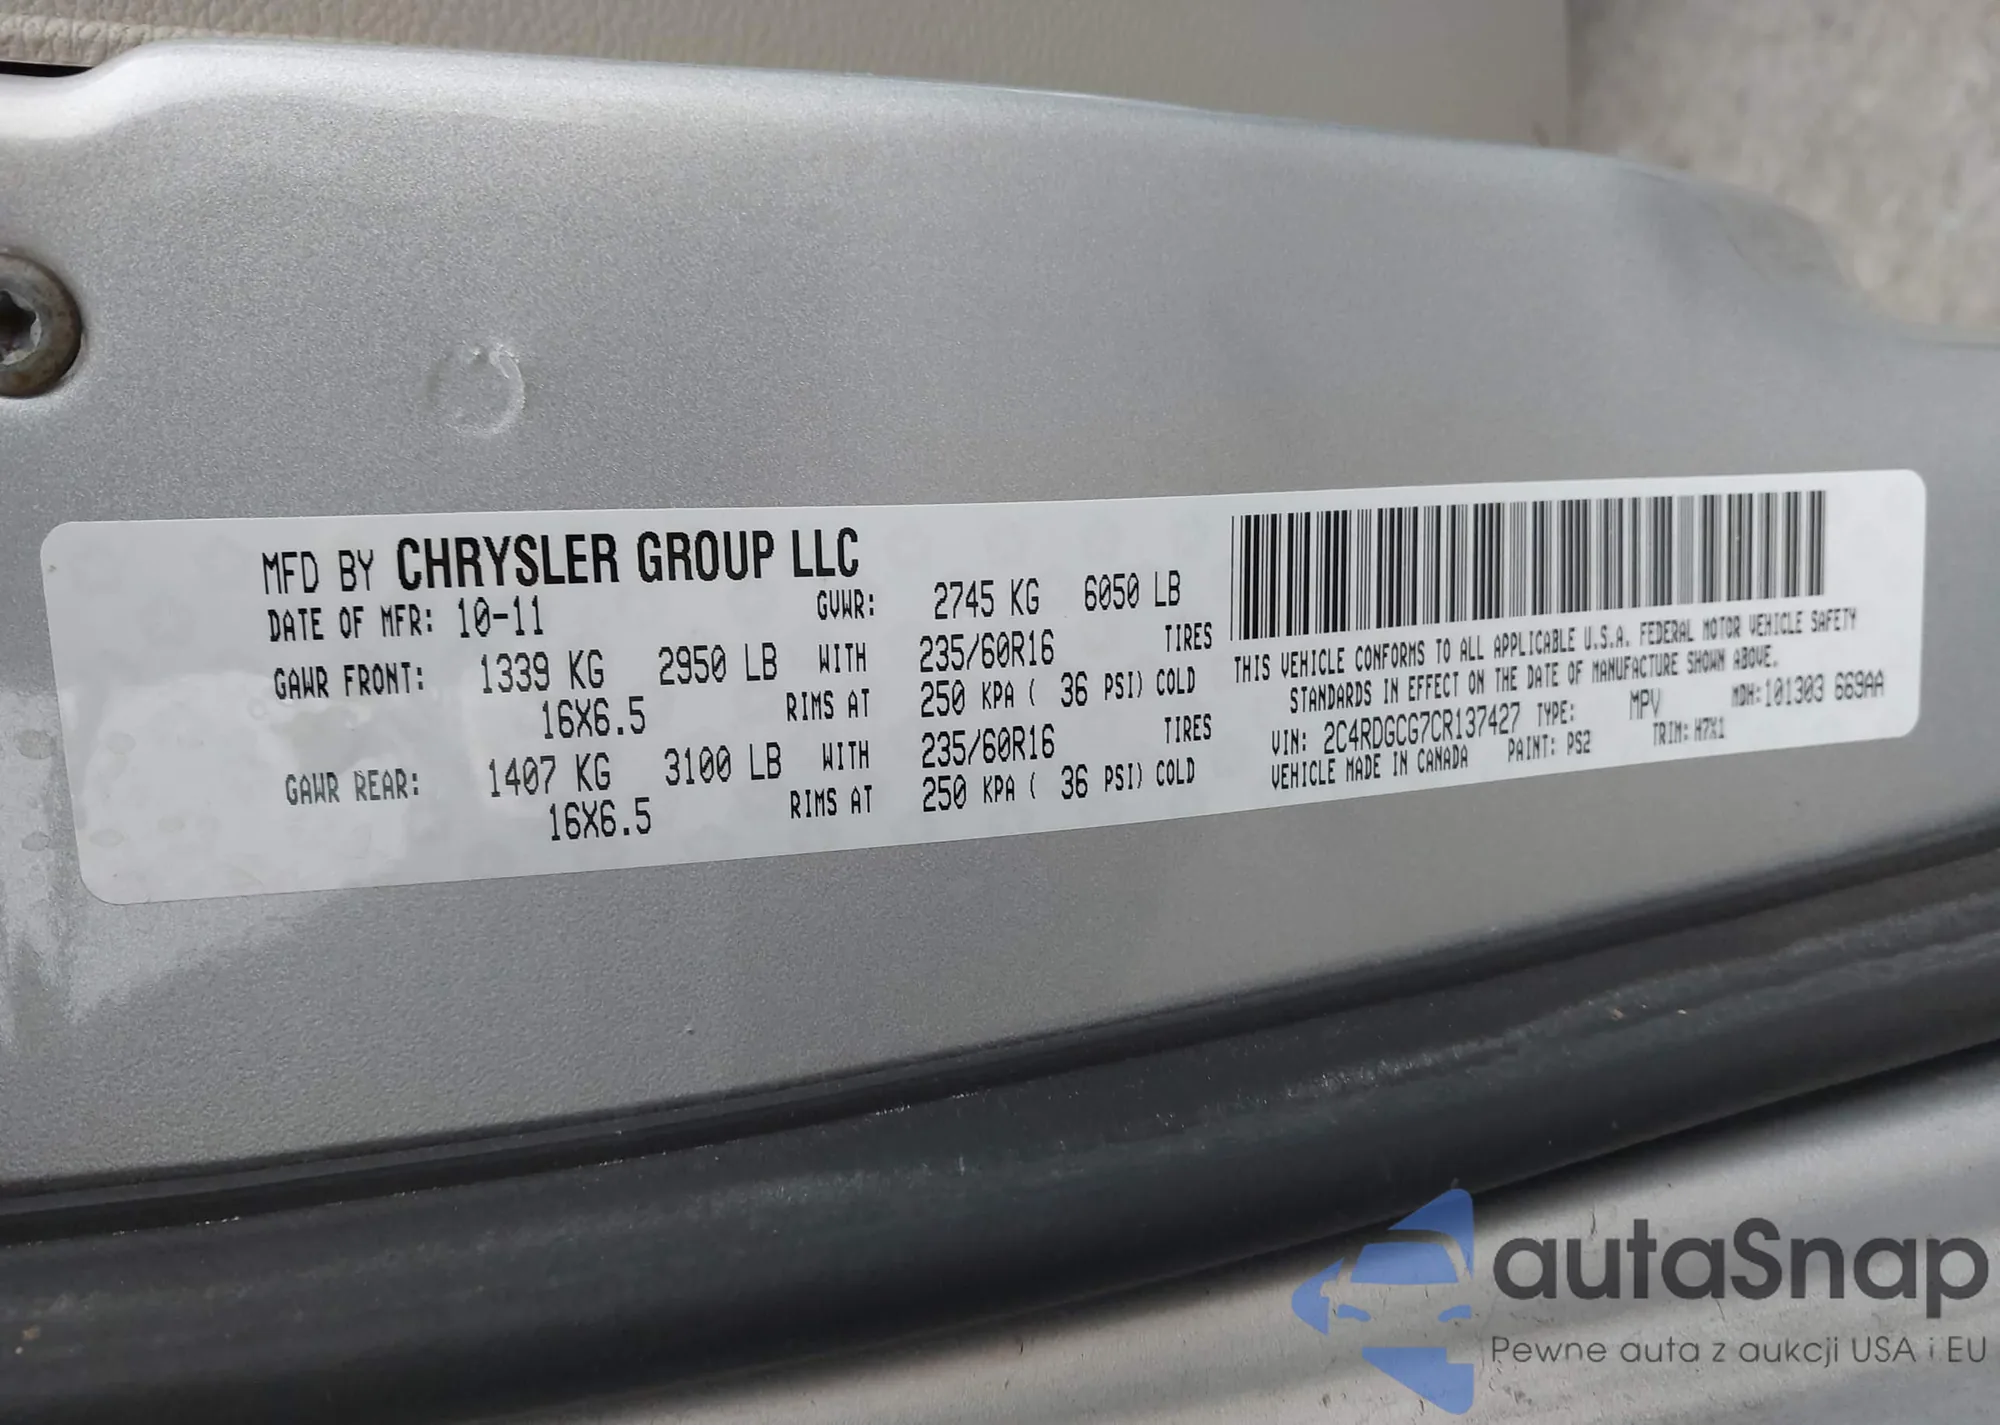 MFD BY CHRYSLER GROUP LLC
DATE OF MFR: 10-11 GVWR: 2745 KG 6050 LB
GAWR FRONT: 1339 KG 2950 LB WITH 235/60R16 TIRES
16X6.5 RIMS AT 250 KPA ( 36 PSI) COLD
GAWR REAR: 1407 KG 3100 LB WITH 235/60R16 TIRES
16X6.5 RIMS AT 250 KPA ( 36 PSI) COLD
THIS VEHICLE CONFORMS TO ALL APPLICABLE U.S.A. FEDERAL MOTOR VEHICLE SAFETY
STANDARDS IN EFFECT ON THE DATE OF MANUFACTURE SHOWN ABOVE.
VIN: 2C4RDGCG7CR137427 TYPE: MPV MDH:101303 669AA
VEHICLE MADE IN CANADA PAINT: PS2 TRIM: H7X1
autaSnap
Pewne auta z aukcji USA i EU